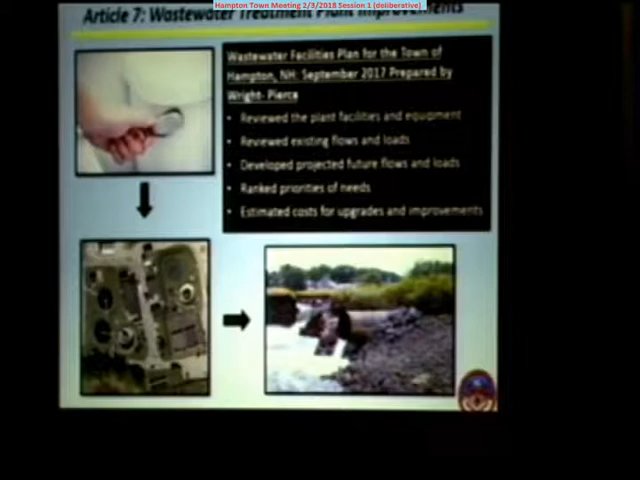 Hampton Town Meeting 2/3/2018 Session 1 (deliberative)
Article 7: Wastewater Treatment Plant Improvements
Wastewater Facilities Plan for the Town of
Hampton, NH: September 2017 Prepared by
Wright- Pierce
• Reviewed the plant facilities and equipment
• Reviewed existing flows and loads
• Developed projected future flows and loads
• Ranked priorities of needs
• Estimated costs for upgrades and improvements